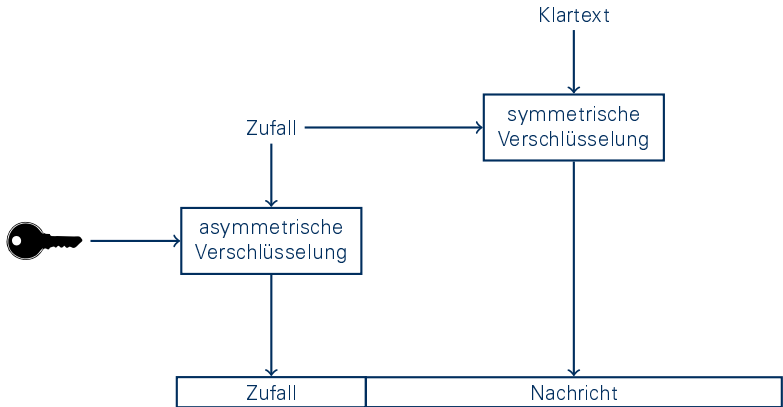 Klartext
symmetrische
Verschlüsselung
Zufall
asymmetrische
Verschlüsselung
Zufall
Nachricht